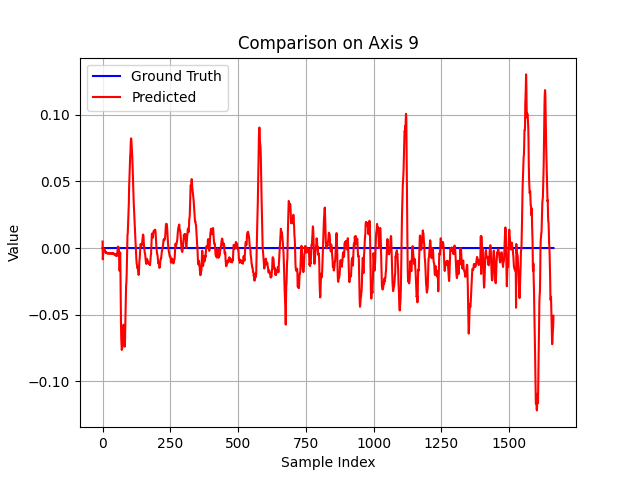 Comparison on Axis 9
Ground Truth
Predicted
0.10
0.05
0.00
−0.05
−0.10
Value
0 250 500 750 1000 1250 1500
Sample Index